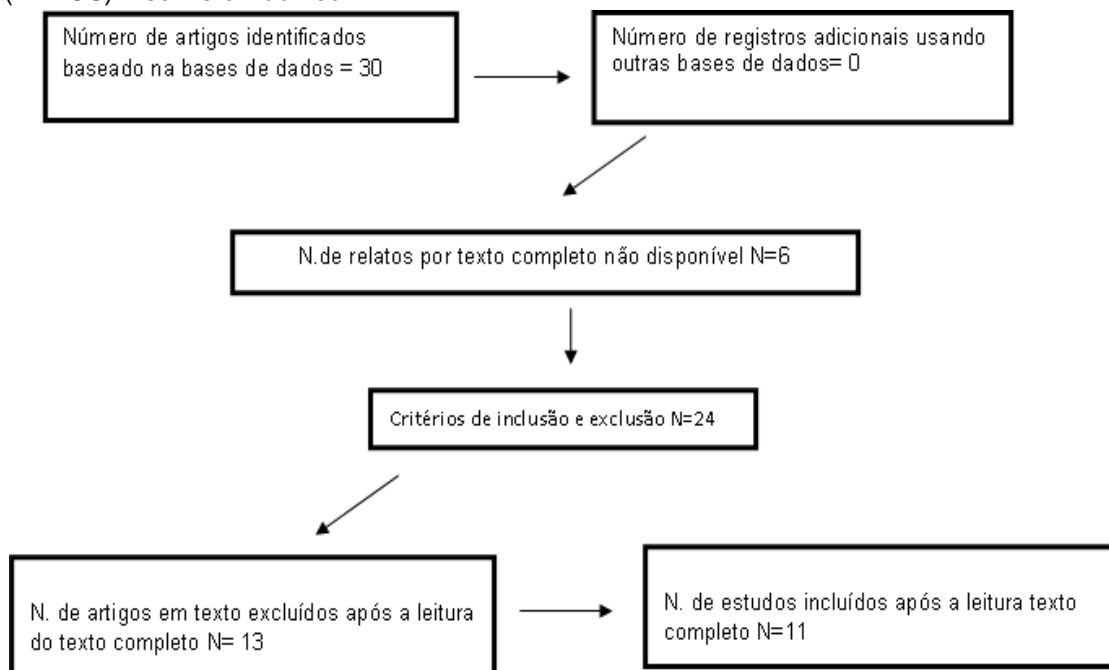 Número de artigos identificados
baseado na bases de dados = 30
Número de registros adicionais usando
outras bases de dados= 0
N.de relatos por texto completo não disponível N=6
Critérios de inclusão e exclusão N=24
N. de artigos em texto excluídos após a leitura
do texto completo N= 13
N. de estudos incluídos após a leitura texto
completo N=11